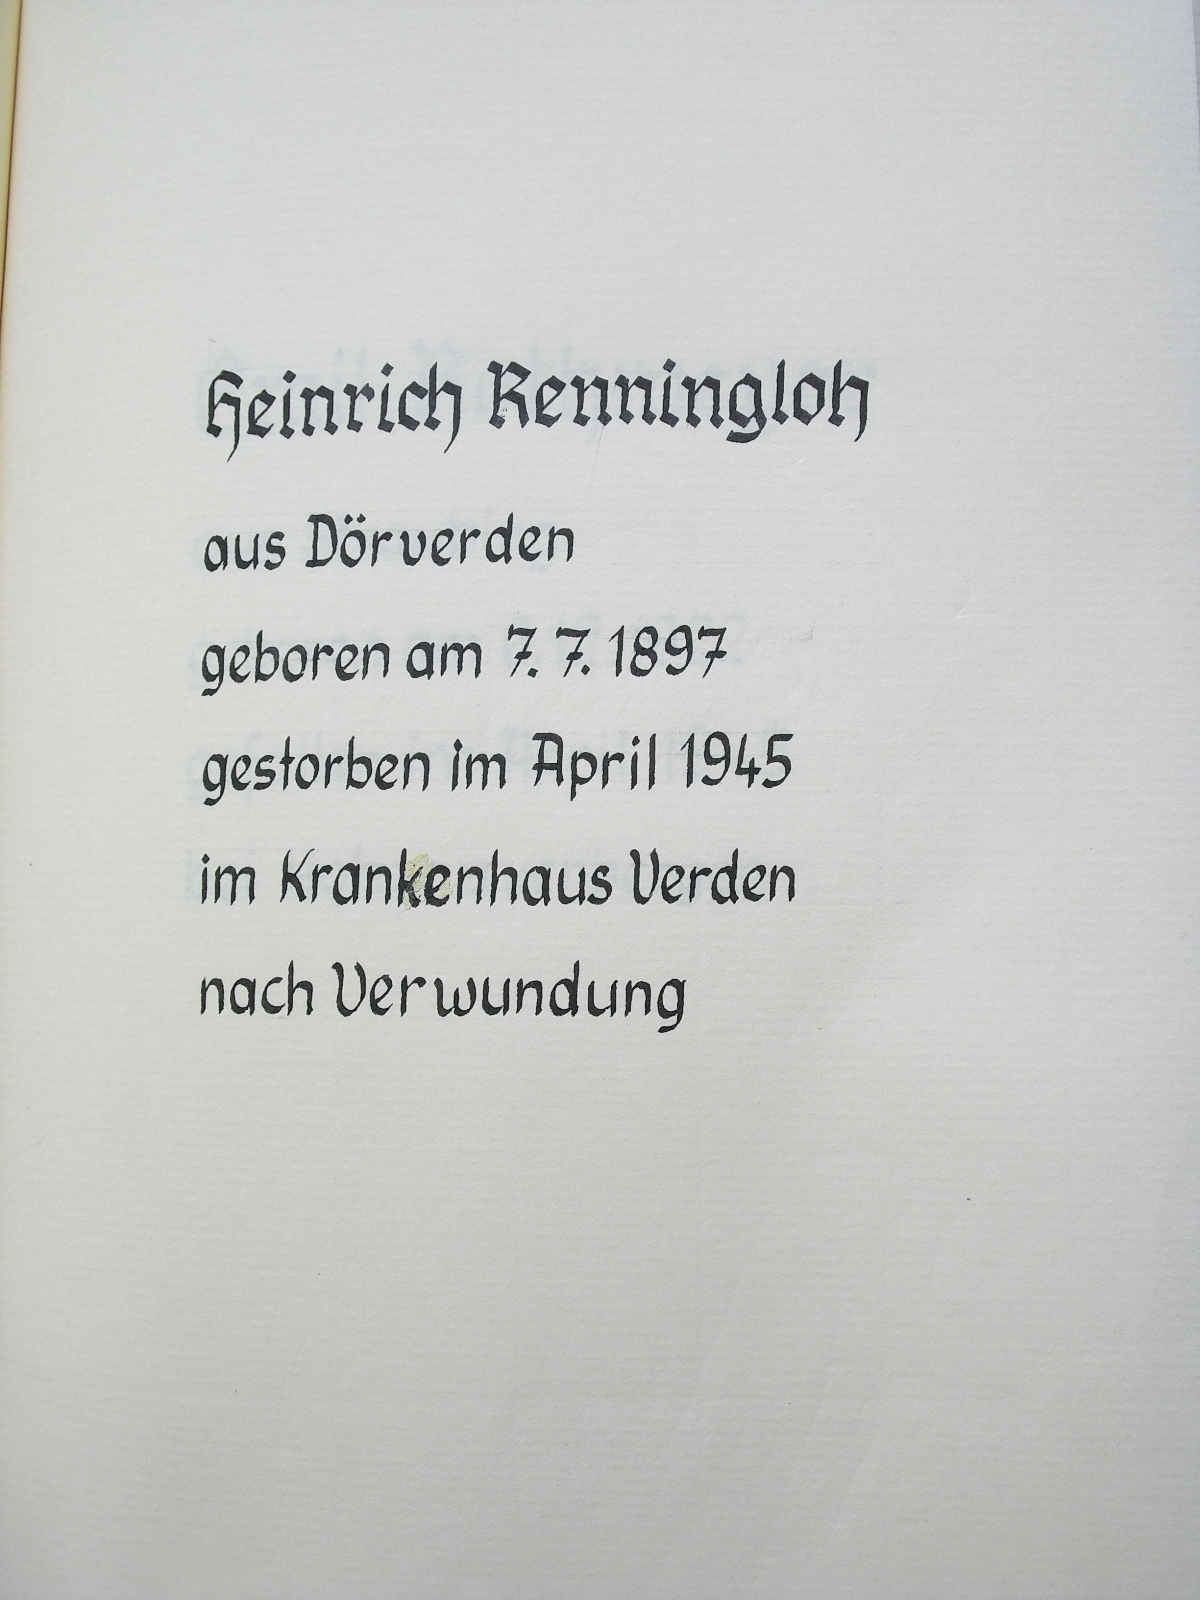 Heinrich Renningloh
aus Dörverden
geboren am 7. 7. 1897
gestorben im April 1945
im Krankenhaus Verden
nach Verwundung